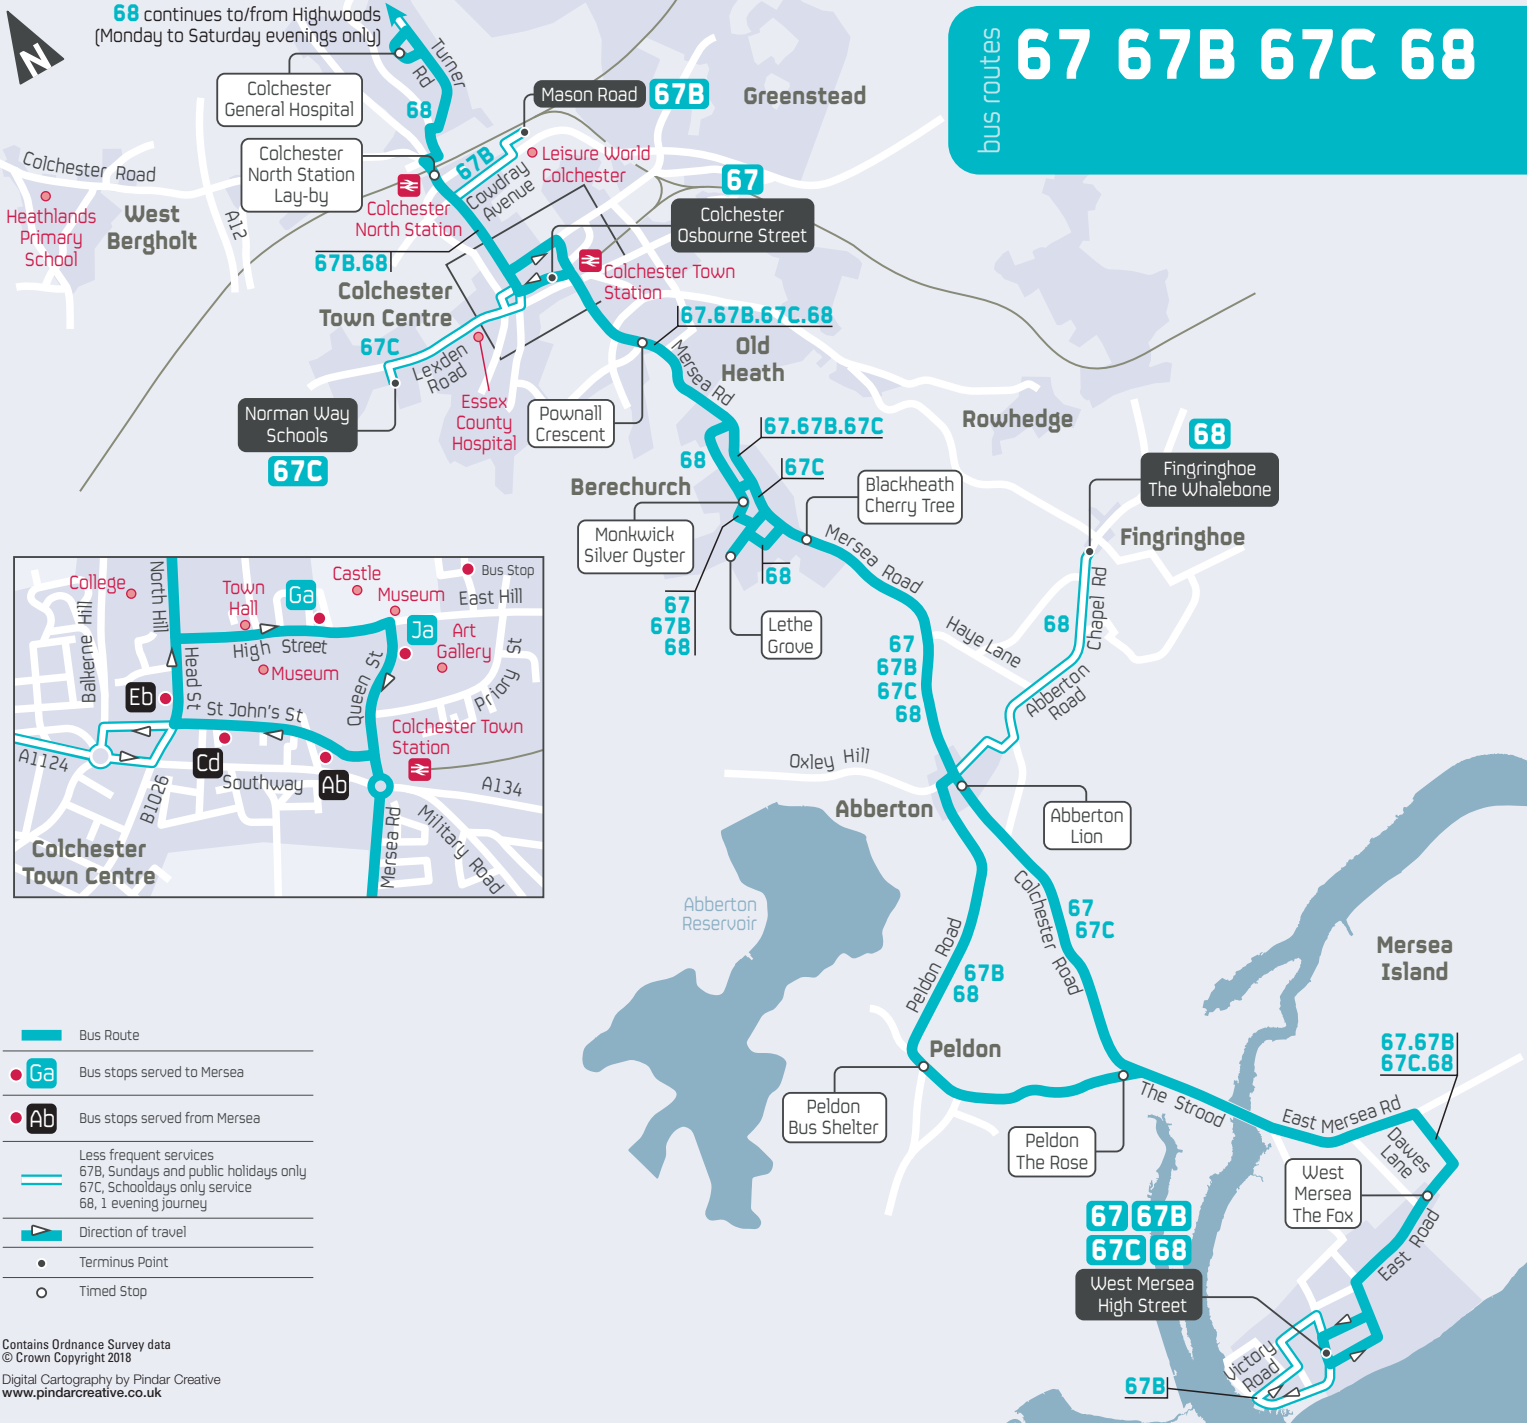 68 continues to/from Highwoods
(Monday to Saturday evenings only)
N
Turner
Rd
bus routes
67 67B 67C 68
Colchester
General Hospital
68
Mason Road
67B
Greenstead
Colchester
North Station
Lay-by
67B
Leisure World
Colchester
Cowdray
Avenue
Colchester Road
Heathlands
Primary
School
West
Bergholt
A12
Colchester
North Station
67
Colchester
Osbourne Street
67B.68
Colchester
Town Centre
Colchester Town
Station
67.67B.67C.68
67C
Lexden
Road
Mersea Rd
Old
Heath
Essex
County
Hospital
Pownall
Crescent
Norman Way
Schools
67C
67.67B.67C
Rowhedge
68
68
67C
Berechurch
Blackheath
Cherry Tree
Fingringhoe
The Whalebone
Monkwick
Silver Oyster
Mersea Road
Fingringhoe
68
67
67B
68
Lethe
Grove
Haye Lane
68
Chapel Rd
67
67B
67C
68
Abberton
Road
Oxley Hill
Abberton
Abberton
Lion
College
North Hill
Town
Hall
Ga
Castle
Museum
Bus Stop
East Hill
Balkerne Hill
High Street
Ja
Art
Gallery
Museum
Head St
Queen St
Priory St
Eb
St John's St
Colchester Town
Station
A1124
Cd
Southway
Ab
A134
B1026
Mersea Rd
Military Road
Colchester
Town Centre
Abberton
Reservoir
Colchester Road
67
67C
Peldon Road
67B
68
Mersea
Island
Peldon
67.67B
67C.68
Peldon
Bus Shelter
The Strood
East Mersea Rd
Dawes
Lane
Peldon
The Rose
West
Mersea
The Fox
67 67B
67C 68
West Mersea
High Street
East Road
Victory
Road
67B
Bus Route
Ga
Bus stops served to Mersea
Ab
Bus stops served from Mersea
Less frequent services
67B, Sundays and public holidays only
67C, Schooldays only service
68, 1 evening journey
Direction of travel
Terminus Point
Timed Stop
Contains Ordnance Survey data
© Crown Copyright 2018
Digital Cartography by Pindar Creative
www.pindarcreative.co.uk